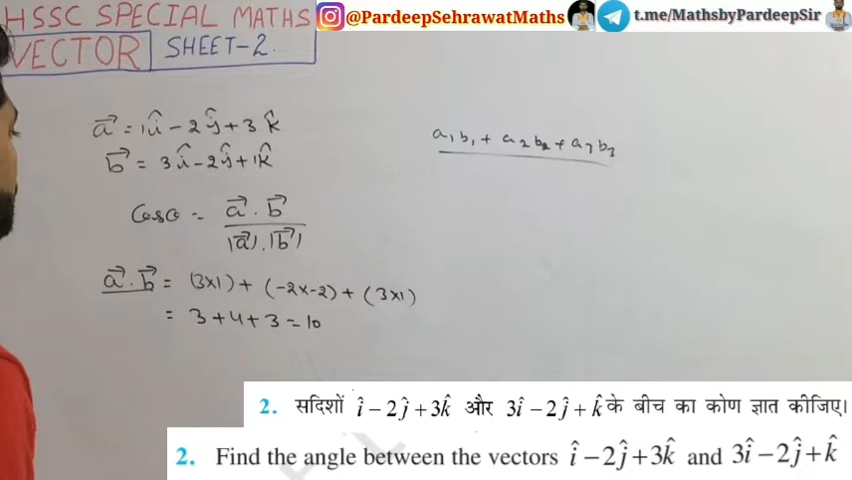 HSSC SPECIAL MATHS
VECTOR SHEET-2
@PardeepSehrawatMaths t.me/MathsbyPardeepSir
a⃗ = 1î - 2ĵ + 3k̂
b⃗ = 3î - 2ĵ + 1k̂
a₁b₁ + a₂b₂ + a₃b₃
Cosθ = a⃗ . b⃗ / |a⃗| . |b⃗|
a⃗ . b⃗ = (3×1) + (-2×-2) + (3×1)
= 3 + 4 + 3 = 10
2. सदिशों î – 2ĵ + 3k̂ और 3î – 2ĵ + k̂ के बीच का कोण ज्ञात कीजिए।
2. Find the angle between the vectors î – 2ĵ + 3k̂ and 3î – 2ĵ + k̂